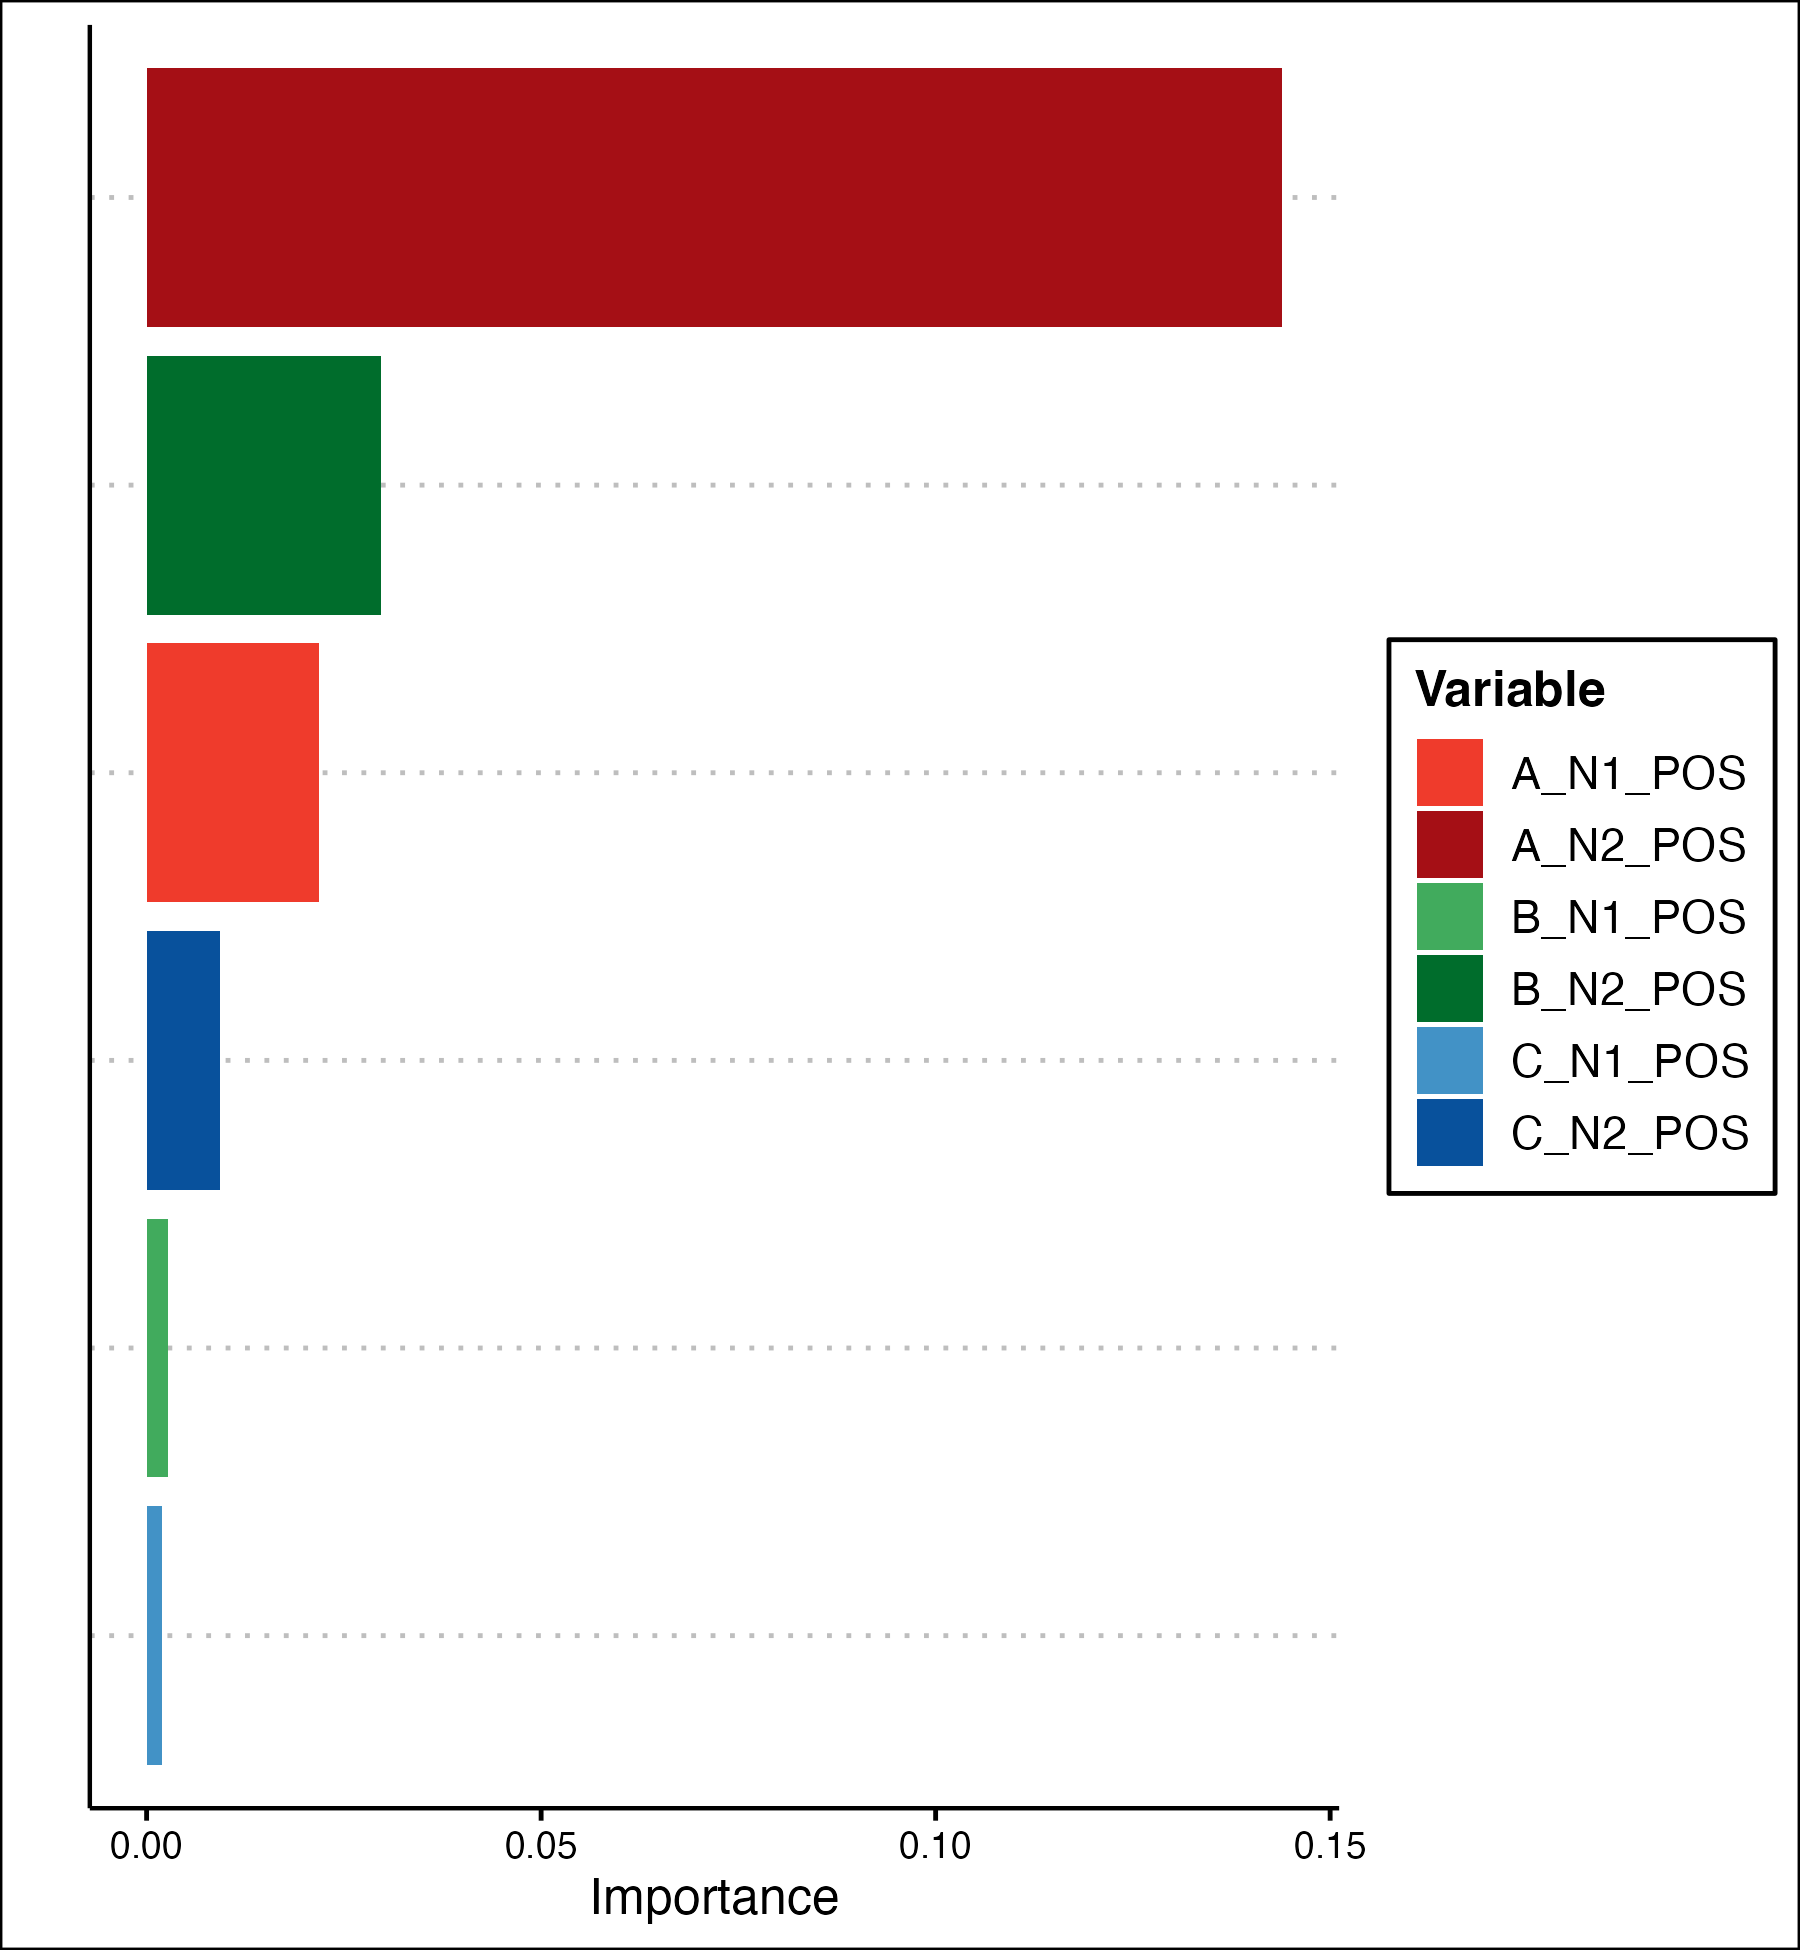 Variable
A_N1_POS
A_N2_POS
B_N1_POS
B_N2_POS
C_N1_POS
C_N2_POS
0.00 0.05 0.10 0.15
Importance